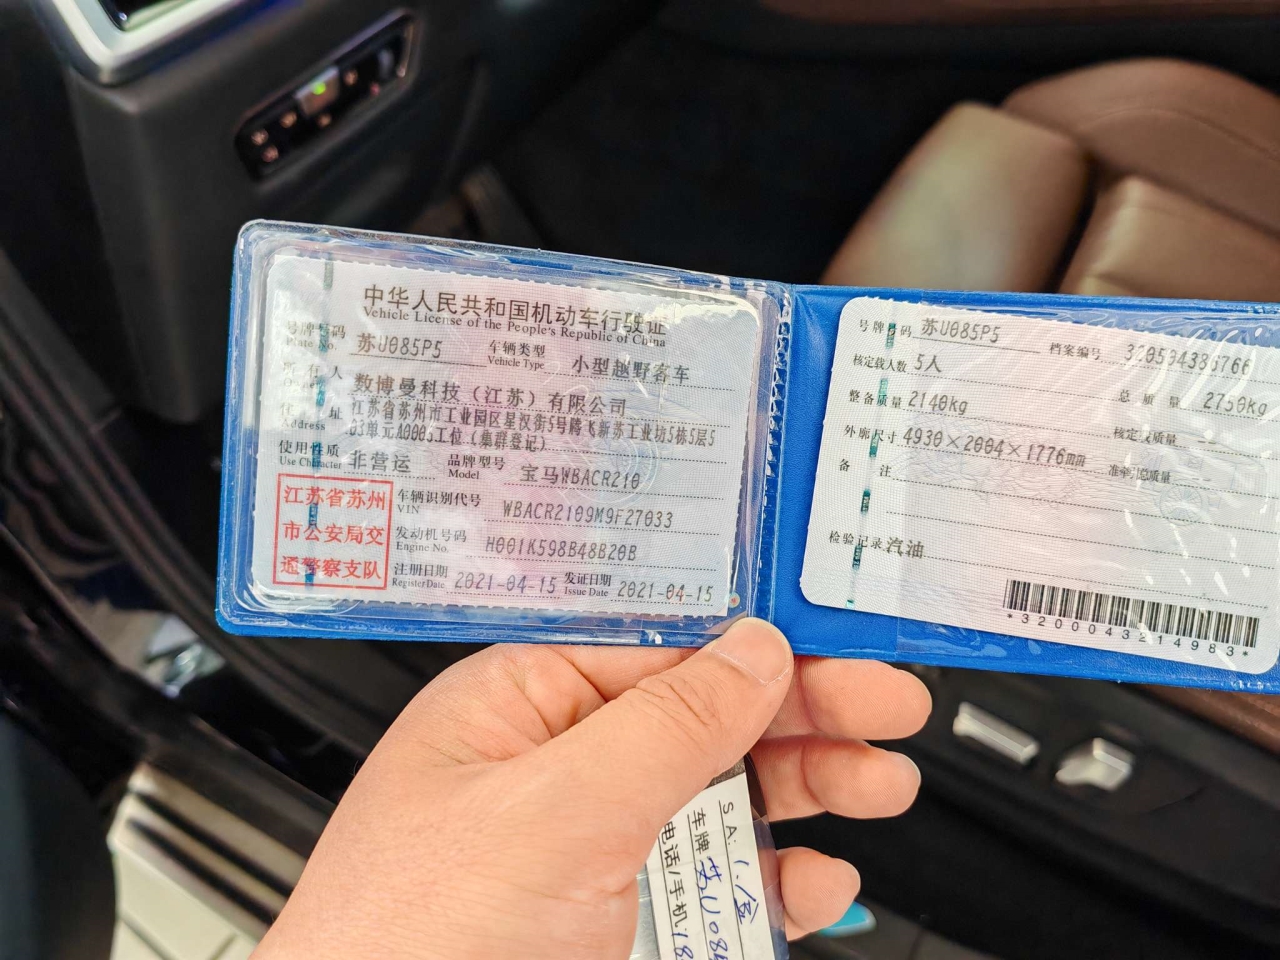 中华人民共和国机动车行驶证
Vehicle License of the People's Republic of China
号牌号码 苏U085P5 车辆类型 小型越野客车
Plate No. Vehicle Type
所有人 数博曼科技（江苏）有限公司
住址 江苏省苏州市工业园区星汉街5号腾飞新苏工业坊5栋5层5
Address 03单元A0005工位（集群登记）
使用性质 非营运 品牌型号 宝马WBACR210
Use Character Model
江苏省苏州
市公安局交
通警察支队
车辆识别代号 WBACR2109M9F27033
VIN
发动机号码 H001K598B48B20B
Engine No.
注册日期 2021-04-15 发证日期 2021-04-15
Register Date Issue Date
号牌号码 苏U085P5 档案编号 320504386766
核定载人数 5人 总质量 2750kg
整备质量 2140kg 核定载质量 --
外廓尺寸 4930×2004×1776mm 准牵引总质量 --
备注
检验记录 汽油
*3200043214983*
SA:
车牌 苏U08
电话/手机 18